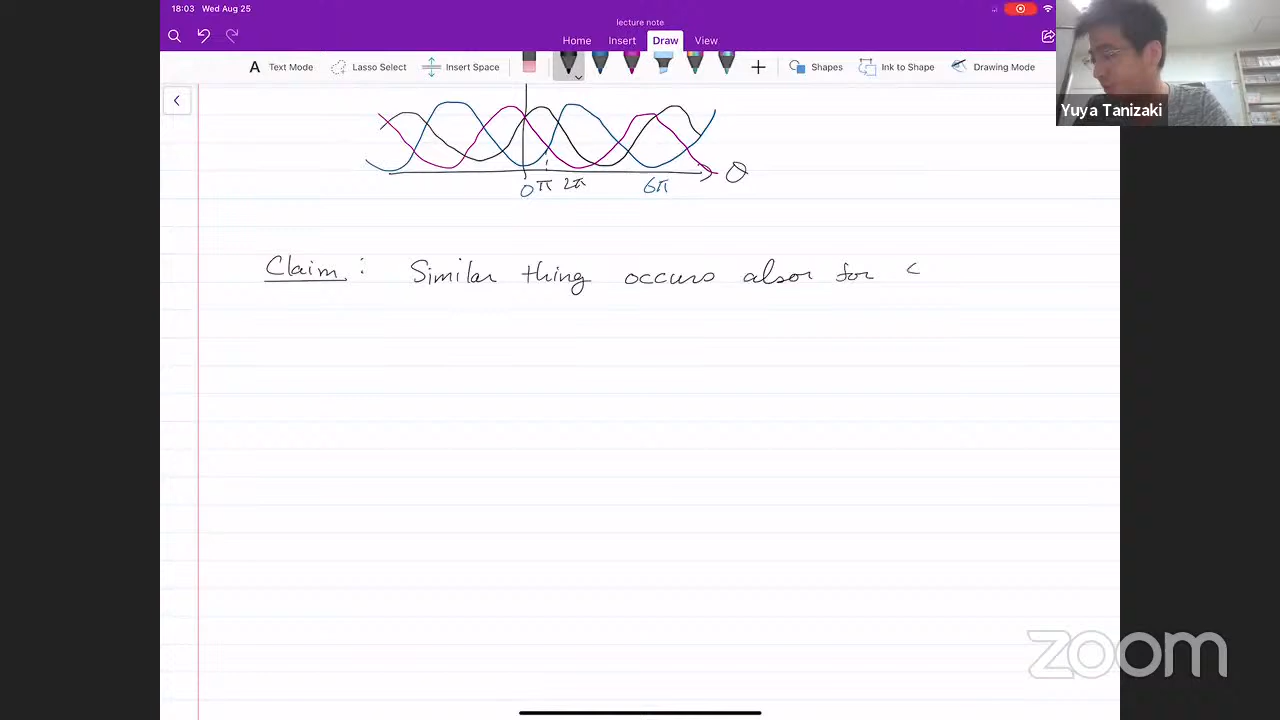 18:03 Wed Aug 25
lecture note
Home Insert Draw View
A Text Mode Lasso Select Insert Space Shapes Ink to Shape Drawing Mode
Yuya Tanizaki
θ
0 π 2π 6π
Claim : Similar thing occurs alsor for
zoom